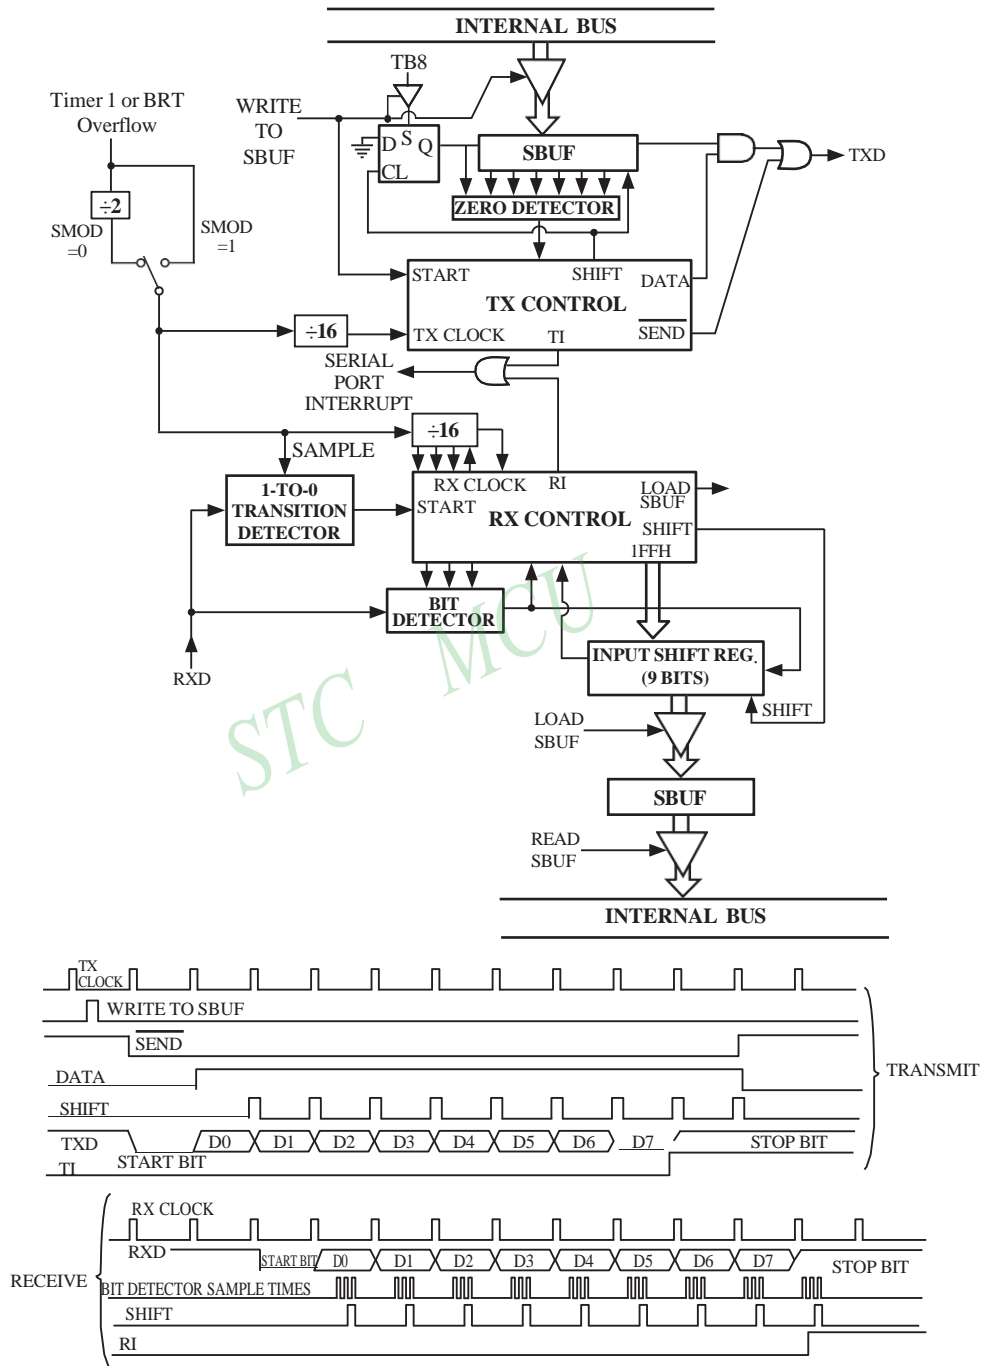 INTERNAL BUS
TB8
Timer 1 or BRT
Overflow
WRITE
TO
SBUF
D S Q
CL
SBUF
TXD
÷2
ZERO DETECTOR
SMOD
=0
SMOD
=1
START
SHIFT
DATA
TX CONTROL
÷16
TX CLOCK
TI
SEND
SERIAL
PORT
INTERRUPT
÷16
SAMPLE
1-TO-0
TRANSITION
DETECTOR
RX CLOCK
RI
LOAD
SBUF
START
RX CONTROL
SHIFT
1FFH
BIT
DETECTOR
RXD
INPUT SHIFT REG.
(9 BITS)
SHIFT
LOAD
SBUF
SBUF
READ
SBUF
INTERNAL BUS
STC MCU
TX
CLOCK
WRITE TO SBUF
SEND
DATA
SHIFT
TXD
START BIT
D0 D1 D2 D3 D4 D5 D6 D7
STOP BIT
TI
TRANSMIT
RECEIVE
RX CLOCK
RXD
START BIT
D0 D1 D2 D3 D4 D5 D6 D7
STOP BIT
BIT DETECTOR SAMPLE TIMES
SHIFT
RI